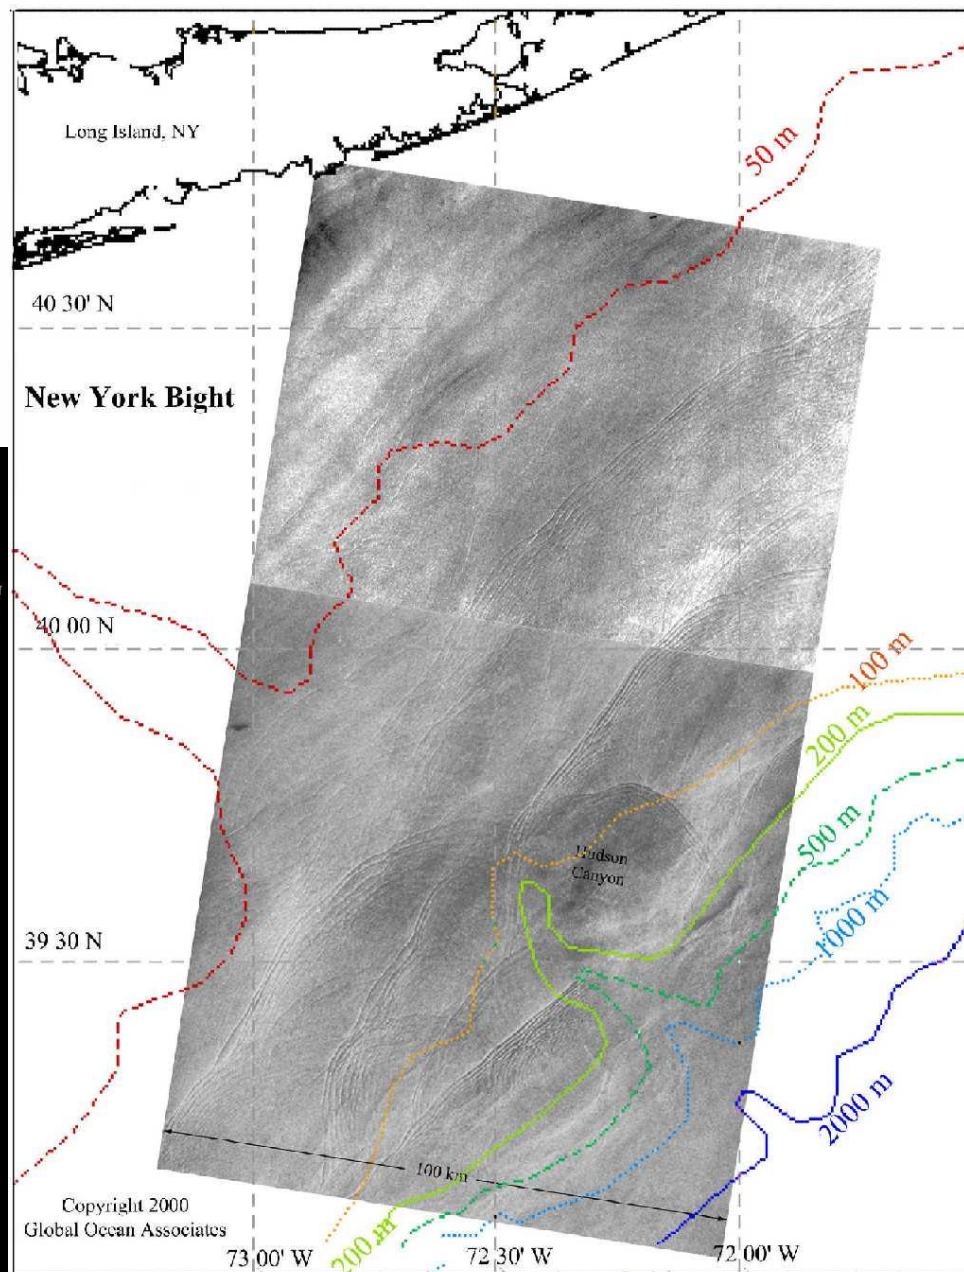 Long Island, NY
50 m
40 30' N
New York Bight
40 00 N
100 m
200 m
500 m
Hudson
Canyon
1000 m
39 30 N
2000 m
100 km
Copyright 2000
Global Ocean Associates
200 m
73 00' W
72 30' W
72 00' W